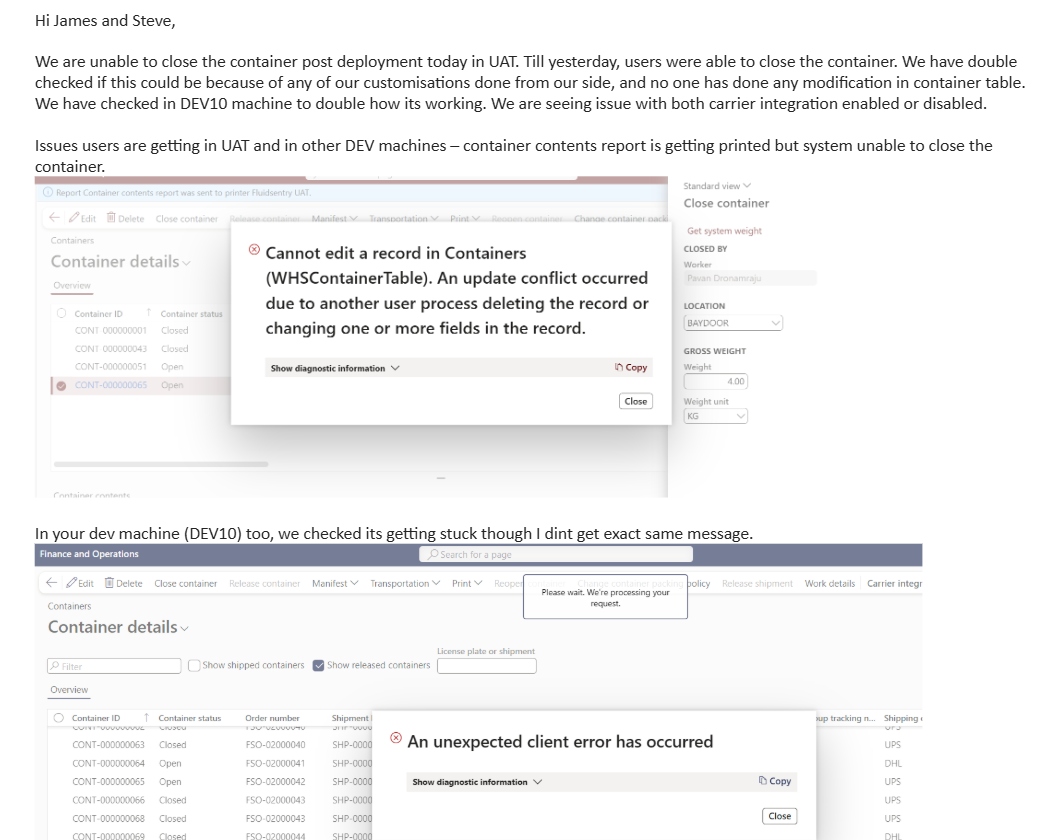 Hi James and Steve,
We are unable to close the container post deployment today in UAT. Till yesterday, users were able to close the container. We have double
checked if this could be because of any of our customisations done from our side, and no one has done any modification in container table.
We have checked in DEV10 machine to double how its working. We are seeing issue with both carrier integration enabled or disabled.
Issues users are getting in UAT and in other DEV machines – container contents report is getting printed but system unable to close the
container.
Report Container contents report was sent to printer Fluidsentry UAT.
Edit Delete Close container Release container Manifest Transportation Print Reopen container Change container pack
Containers
Container details
Overview
Container ID Container status
CONT 000000001 Closed
CONT 000000043 Closed
CONT-000000051 Open
CONT-000000065 Open
Container contents
Cannot edit a record in Containers
(WHSContainerTable). An update conflict occurred
due to another user process deleting the record or
changing one or more fields in the record.
Show diagnostic information Copy
Close
Standard view
Close container
Get system weight
CLOSED BY
Worker
Pavan Dronamraju
LOCATION
BAYDOOR
GROSS WEIGHT
Weight
4.00
Weight unit
KG
In your dev machine (DEV10) too, we checked its getting stuck though I dint get exact same message.
Finance and Operations Search for a page
Edit Delete Close container Release container Manifest Transportation Print Reopen Change container packing policy Release shipment Work details Carrier integr
Please wait. We're processing your
request.
Containers
Container details
License plate or shipment
Filter Show shipped containers Show released containers
Overview
Container ID Container status Order number Shipment up tracking n... Shipping
CONT-000000063 Closed FSO-02000040 SHP-0000 UPS
CONT-000000064 Open FSO-02000041 SHP-0000 DHL
CONT-000000065 Open FSO-02000042 SHP-0000 UPS
CONT-000000066 Closed FSO-02000043 SHP-0000 UPS
CONT-000000068 Closed FSO-02000043 SHP-0000 UPS
CONT-000000069 Closed FSO-02000044 SHP-0000 DHL
An unexpected client error has occurred
Show diagnostic information Copy
Close